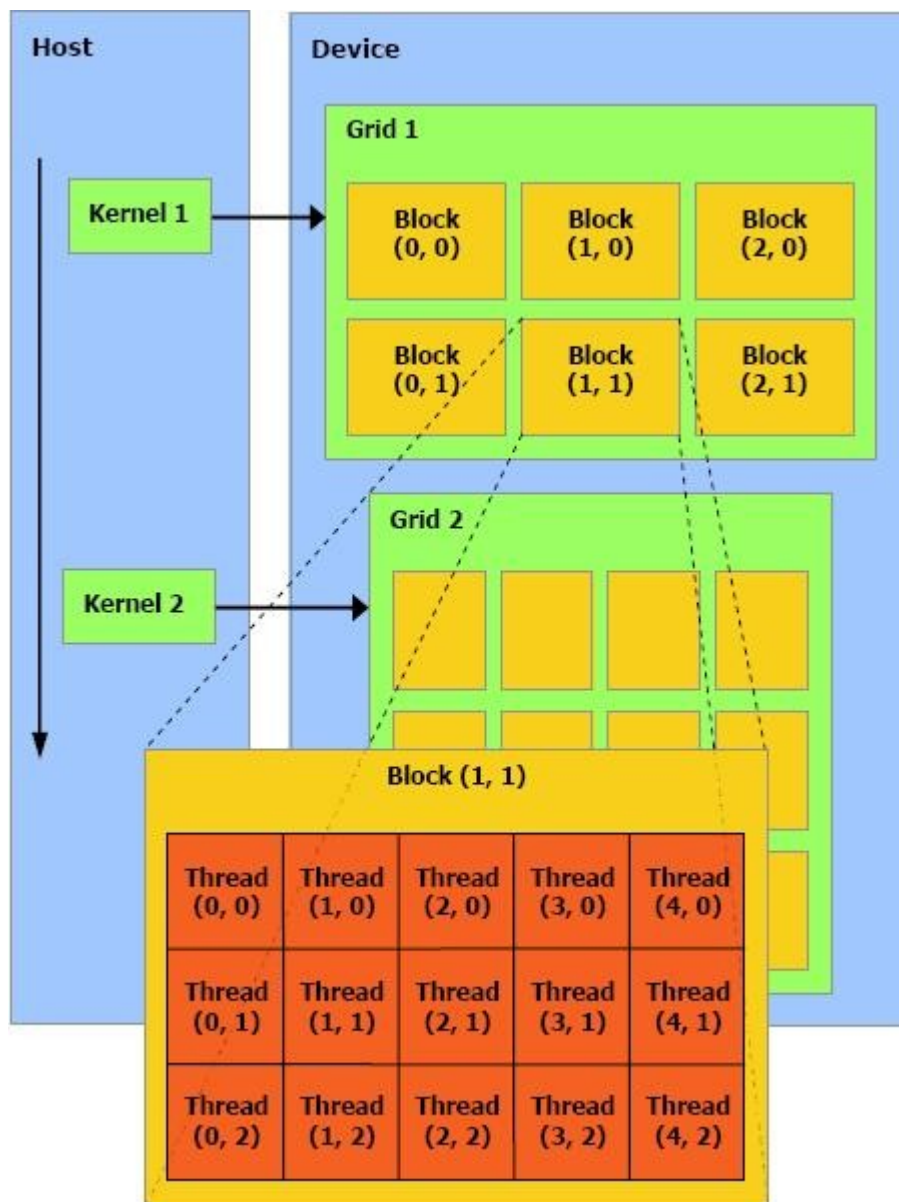 Host
Device
Grid 1
Kernel 1
Block
(0, 0)
Block
(1, 0)
Block
(2, 0)
Block
(0, 1)
Block
(1, 1)
Block
(2, 1)
Grid 2
Kernel 2
Block (1, 1)
Thread
(0, 0)
Thread
(1, 0)
Thread
(2, 0)
Thread
(3, 0)
Thread
(4, 0)
Thread
(0, 1)
Thread
(1, 1)
Thread
(2, 1)
Thread
(3, 1)
Thread
(4, 1)
Thread
(0, 2)
Thread
(1, 2)
Thread
(2, 2)
Thread
(3, 2)
Thread
(4, 2)